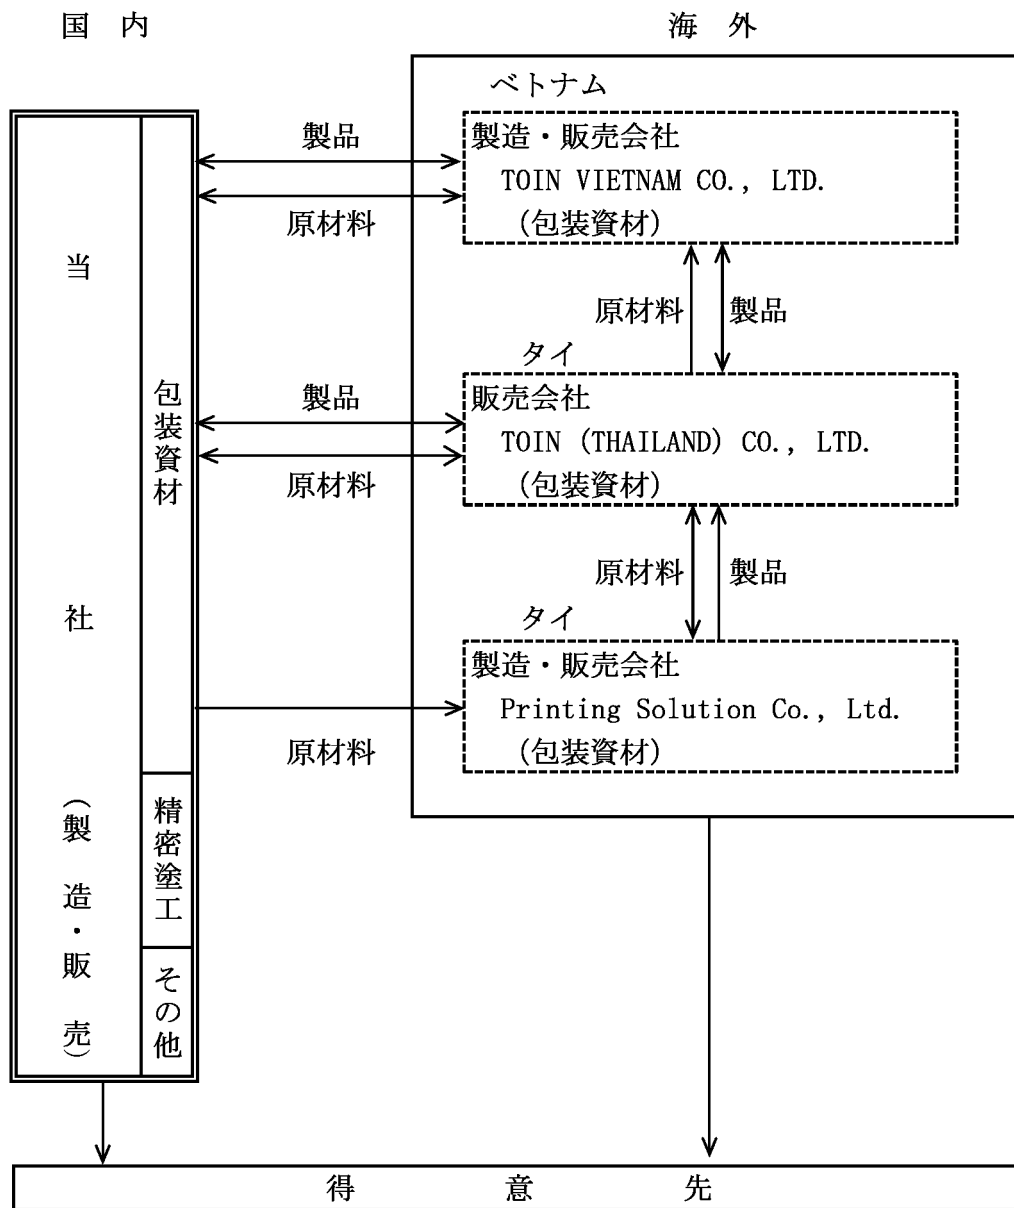 国内
海外
当社(製造・販売)
包装資材
精密塗工
その他
製品
原材料
製品
原材料
原材料
ベトナム
製造・販売会社
TOIN VIETNAM CO., LTD.
(包装資材)
原材料
製品
タイ
販売会社
TOIN (THAILAND) CO., LTD.
(包装資材)
原材料
製品
タイ
製造・販売会社
Printing Solution Co., Ltd.
(包装資材)
得意先